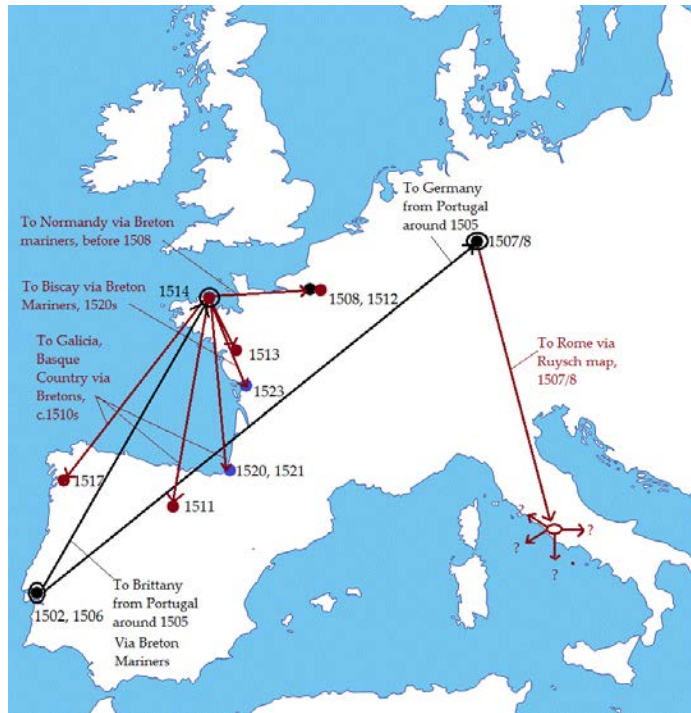 To Germany
from Portugal
around 1505
To Normandy via Breton
mariners, before 1508
1507/8
To Biscay via Breton
Mariners, 1520s
1514
1508, 1512
To Galicia,
Basque
Country via
Bretons,
c.1510s
1513
To Rome via
Ruysch map,
1507/8
1523
1520, 1521
1517
1511
?
?
?
?
To Brittany
from Portugal
around 1505
Via Breton
Mariners
1502, 1506